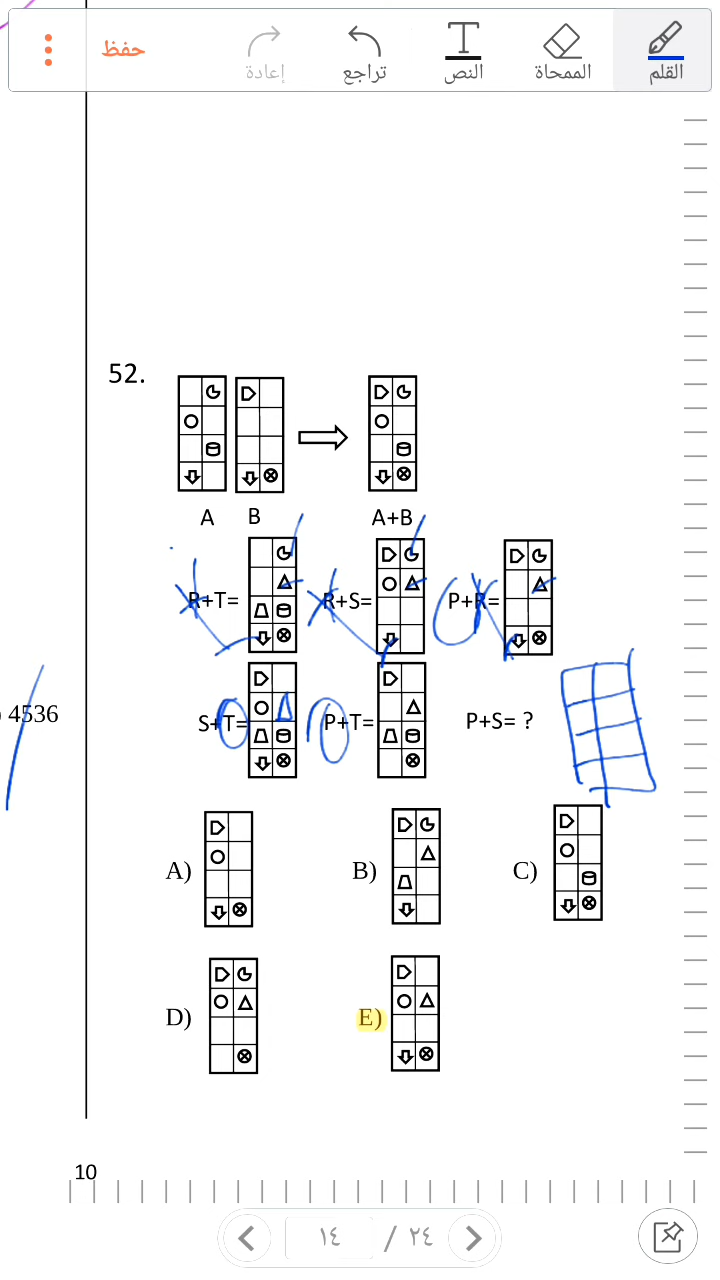 حفظ
إعادة
تراجع
النص
الممحاة
القلم
52.
A B A+B
R+T= R+S= P+R=
4536
S+T= P+T= P+S= ?
A) B) C)
D) E)
10
١٤ / ٢٤